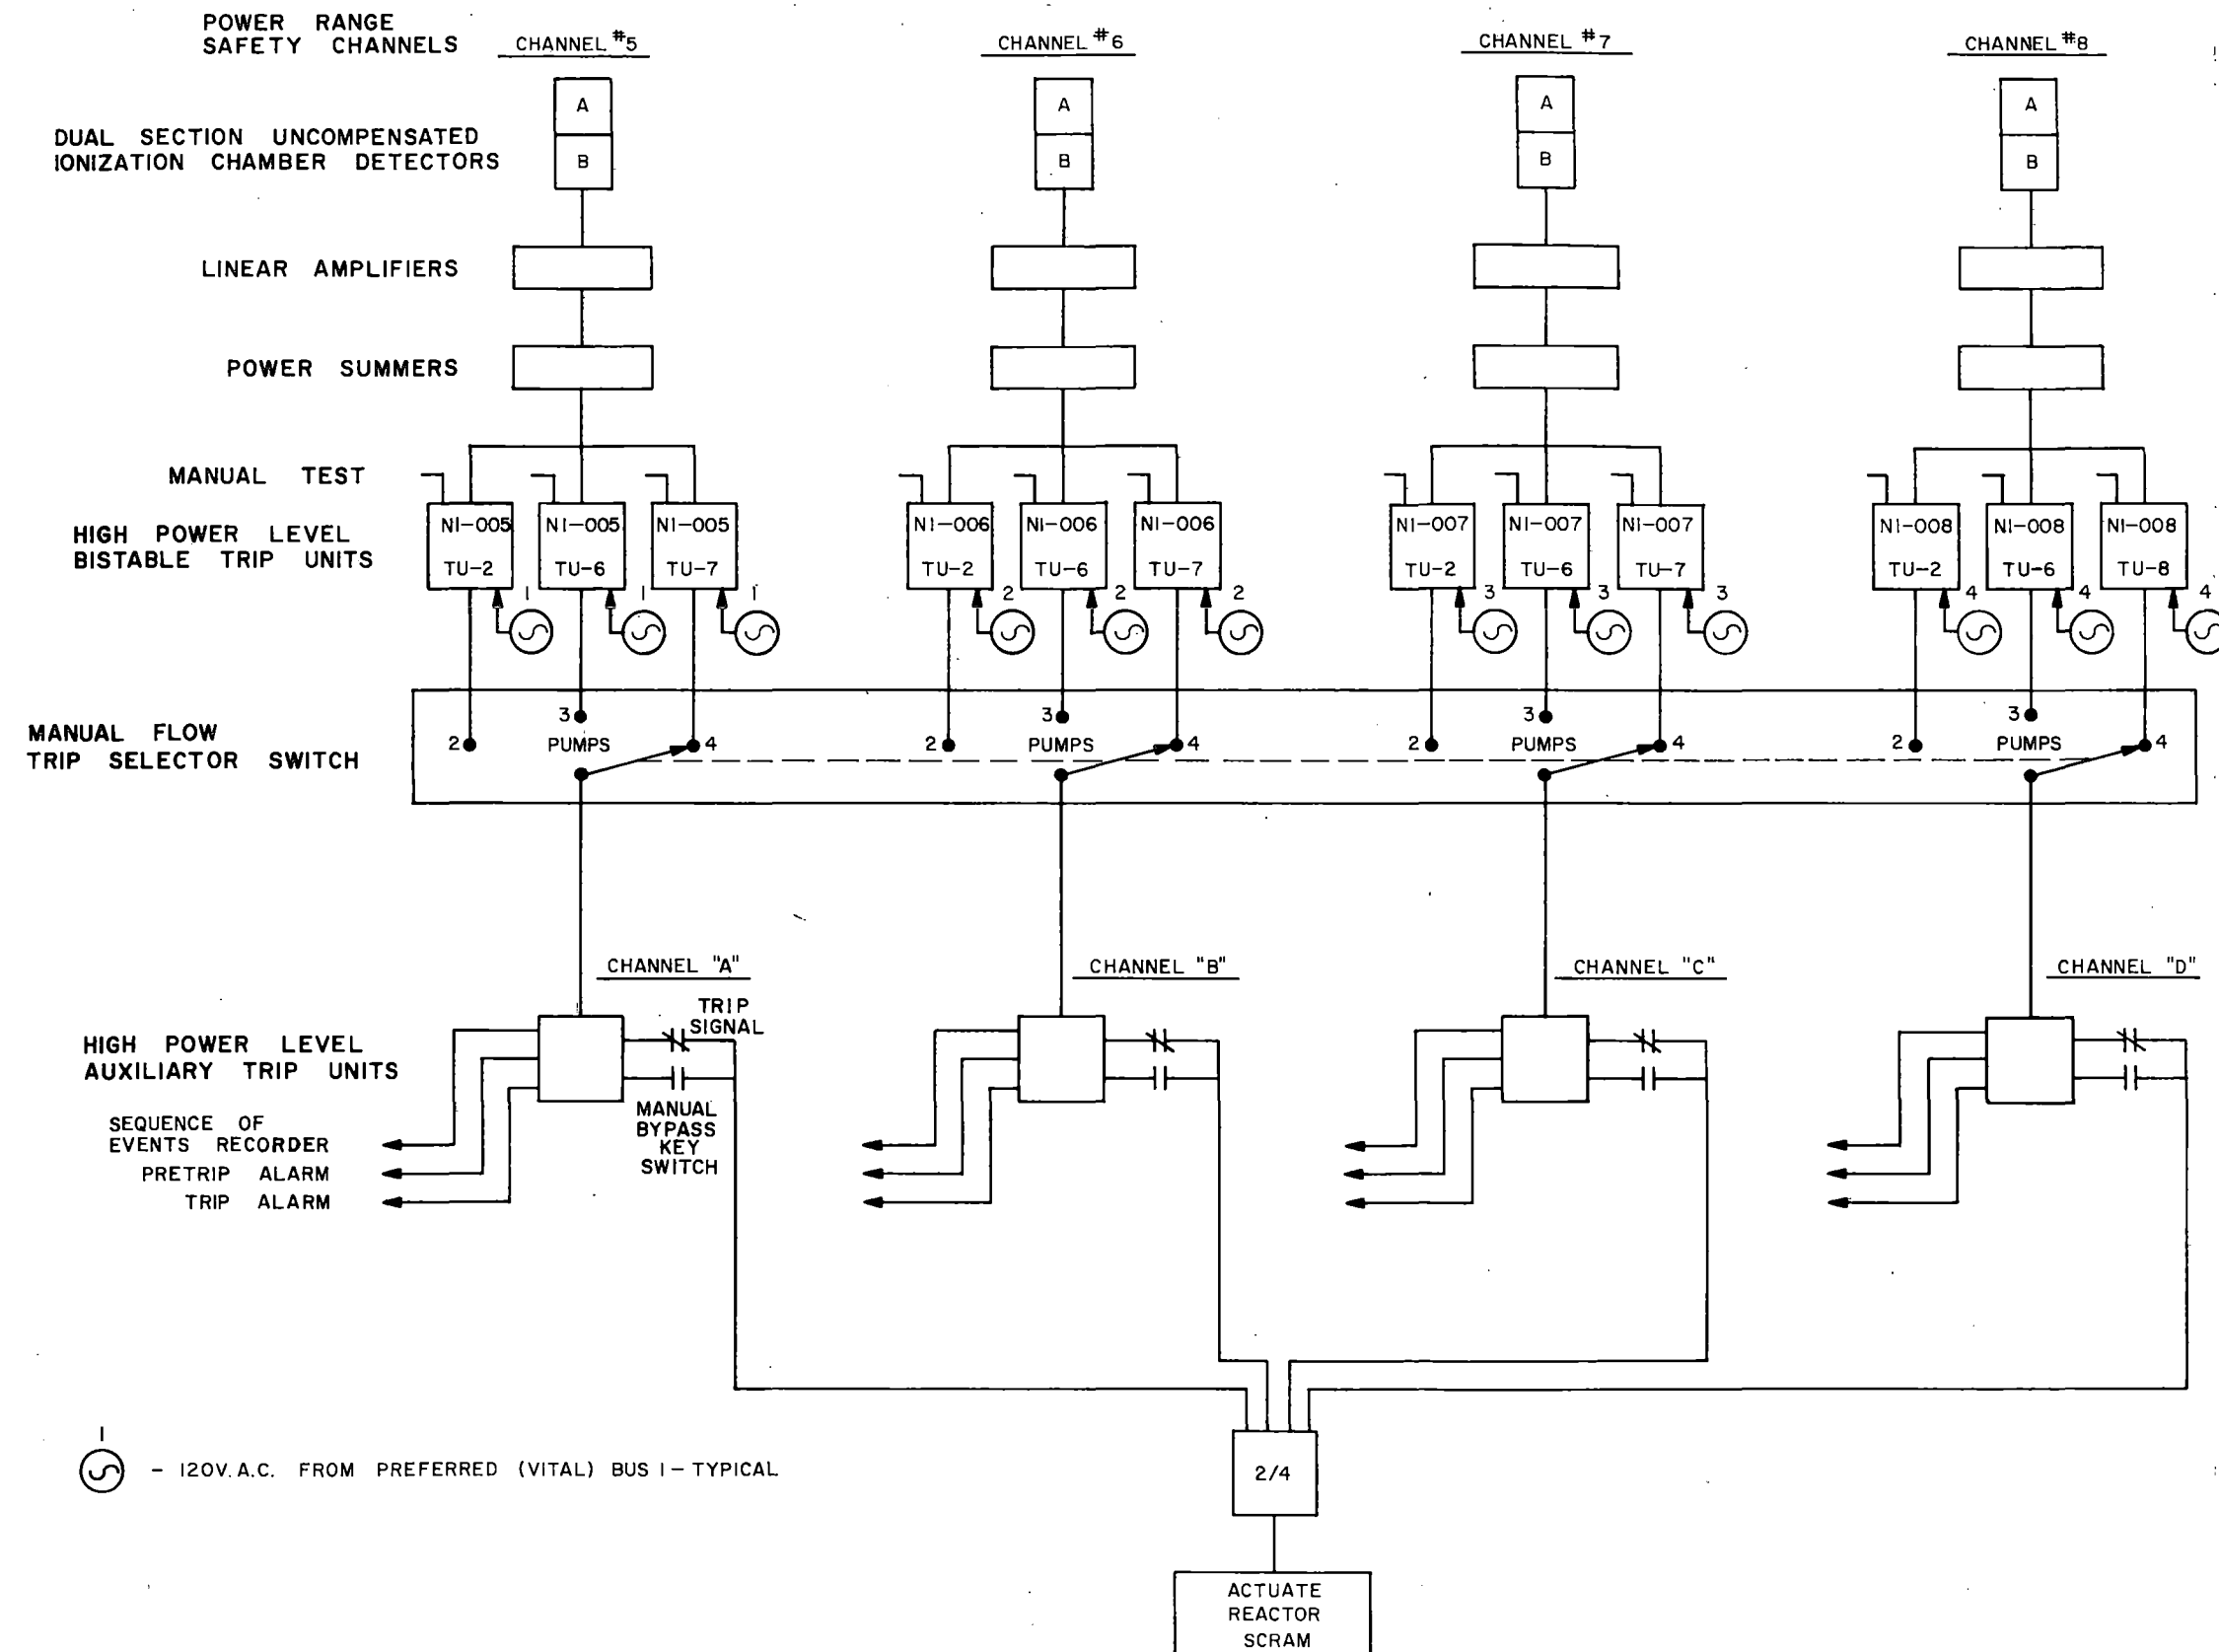 POWER RANGE
SAFETY CHANNELS
CHANNEL #5
CHANNEL #6
CHANNEL #7
CHANNEL #8
DUAL SECTION UNCOMPENSATED
IONIZATION CHAMBER DETECTORS
A
B
A
B
A
B
A
B
LINEAR AMPLIFIERS
POWER SUMMERS
MANUAL TEST
HIGH POWER LEVEL
BISTABLE TRIP UNITS
NI-005
TU-2
NI-005
TU-6
NI-005
TU-7
NI-006
TU-2
NI-006
TU-6
NI-006
TU-7
NI-007
TU-2
NI-007
TU-6
NI-007
TU-7
NI-008
TU-2
NI-008
TU-6
NI-008
TU-8
1
1
1
2
2
2
3
3
3
4
4
4
MANUAL FLOW
TRIP SELECTOR SWITCH
2
3
PUMPS
4
2
3
PUMPS
4
2
3
PUMPS
4
2
3
PUMPS
4
CHANNEL "A"
CHANNEL "B"
CHANNEL "C"
CHANNEL "D"
HIGH POWER LEVEL
AUXILIARY TRIP UNITS
TRIP
SIGNAL
MANUAL
BYPASS
KEY
SWITCH
SEQUENCE OF
EVENTS RECORDER
PRETRIP ALARM
TRIP ALARM
1
- 120V. A.C. FROM PREFERRED (VITAL) BUS 1 - TYPICAL
2/4
ACTUATE
REACTOR
SCRAM